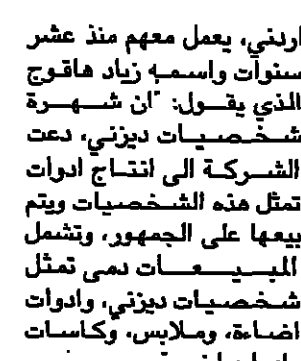 اردني، يعمل معهم منذ عشر
سنوات واسمه زياد هاقوج
الذي يقول: "ان شهرة
شخصيات ديزني، دعت
الشركة الى انتاج ادوات
تمثل هذه الشخصيات ويتم
بيعها على الجمهور، وتشمل
المبيعات دمى تمثل
شخصيات ديزني، وادوات
اضاءة، وملابس، وكاسات